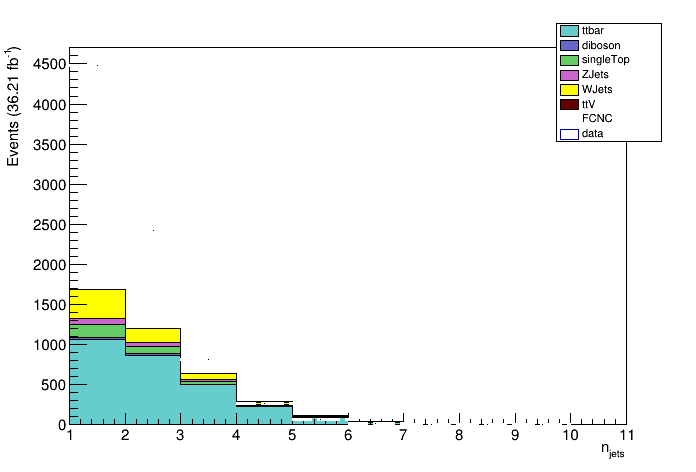 ttbar
diboson
singleTop
ZJets
WJets
ttV
FCNC
data
Events (36.21 fb⁻¹)
4500
4000
3500
3000
2500
2000
1500
1000
500
0
1 2 3 4 5 6 7 8 9 10 11
n_jets